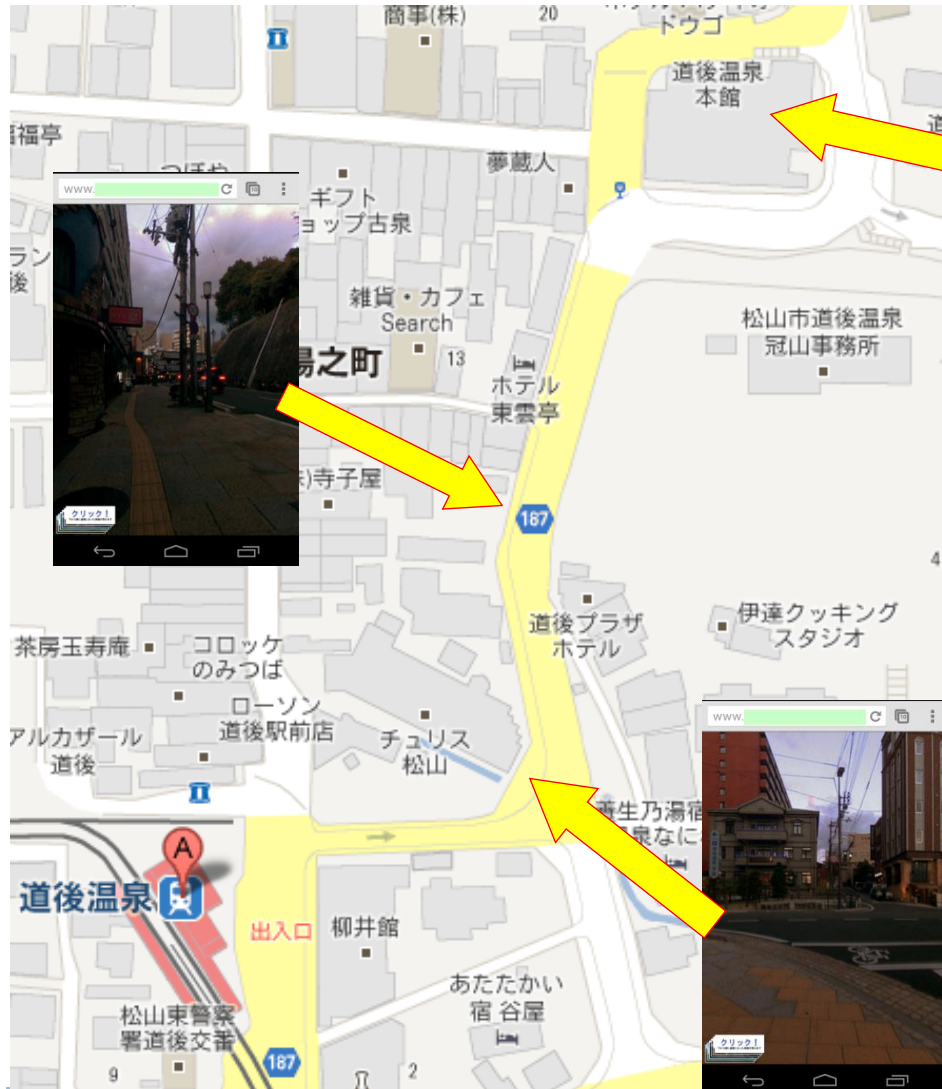 商事(株)
20
ドウゴ
道後温泉
本館
福亭
夢蔵人
www.
ギフト
ョップ古泉
雑貨・カフェ
Search
13
之町
松山市道後温泉
冠山事務所
ホテル
東雲亭
寺子屋
187
クリック!
4
茶房玉寿庵
コロッケ
のみつば
道後プラザ
ホテル
伊達クッキング
スタジオ
アルカザール
道後
ローソン
道後駅前店
チュリス
松山
www.
A
道後温泉
出入口
柳井館
あたたかい
宿 谷屋
松山東警察
署道後交番
9
187
2
クリック!